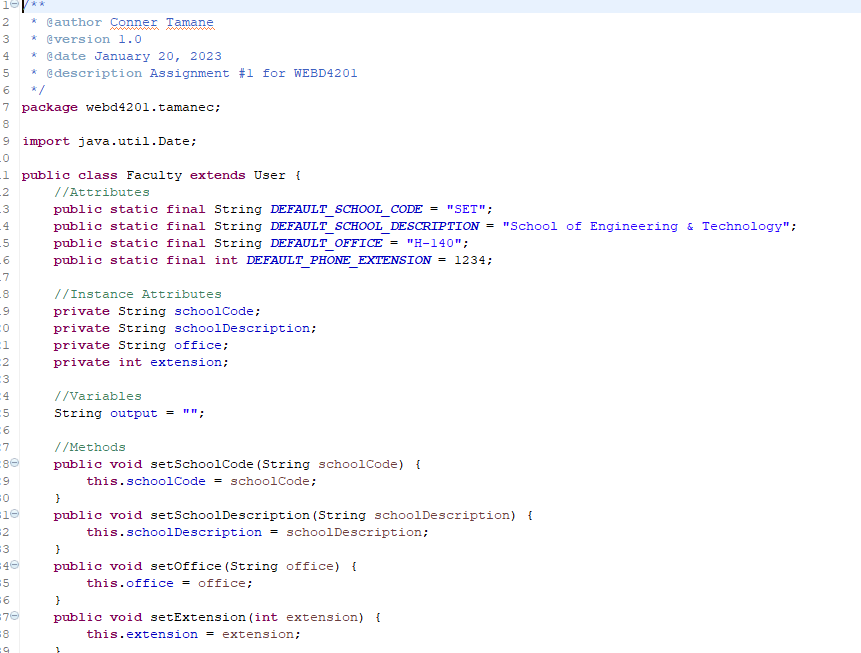 1 /**
2  * @author Conner Tamane
3  * @version 1.0
4  * @date January 20, 2023
5  * @description Assignment #1 for WEBD4201
6  */
7 package webd4201.tamanec;
8
9 import java.util.Date;
0
1 public class Faculty extends User {
2     //Attributes
3     public static final String DEFAULT_SCHOOL_CODE = "SET";
4     public static final String DEFAULT_SCHOOL_DESCRIPTION = "School of Engineering & Technology";
5     public static final String DEFAULT_OFFICE = "H-140";
6     public static final int DEFAULT_PHONE_EXTENSION = 1234;
7
8     //Instance Attributes
9     private String schoolCode;
0     private String schoolDescription;
1     private String office;
2     private int extension;
3
4     //Variables
5     String output = "";
6
7     //Methods
8     public void setSchoolCode(String schoolCode) {
9         this.schoolCode = schoolCode;
0     }
1     public void setSchoolDescription(String schoolDescription) {
2         this.schoolDescription = schoolDescription;
3     }
4     public void setOffice(String office) {
5         this.office = office;
6     }
7     public void setExtension(int extension) {
8         this.extension = extension;
9     }